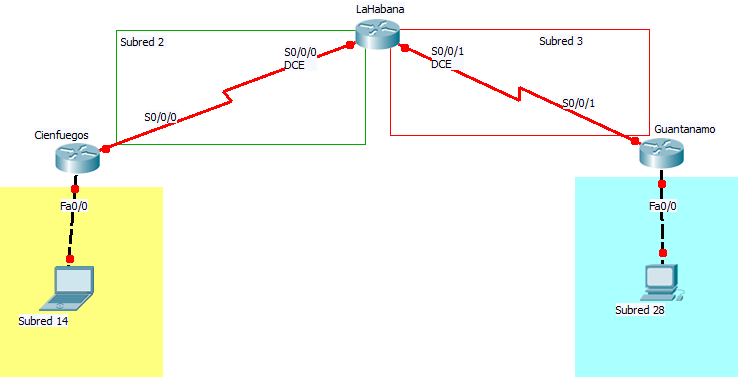 LaHabana
Subred 2
Subred 3
S0/0/0
DCE
S0/0/1
DCE
S0/0/0
S0/0/1
Cienfuegos
Guantanamo
Fa0/0
Fa0/0
Subred 14
Subred 28